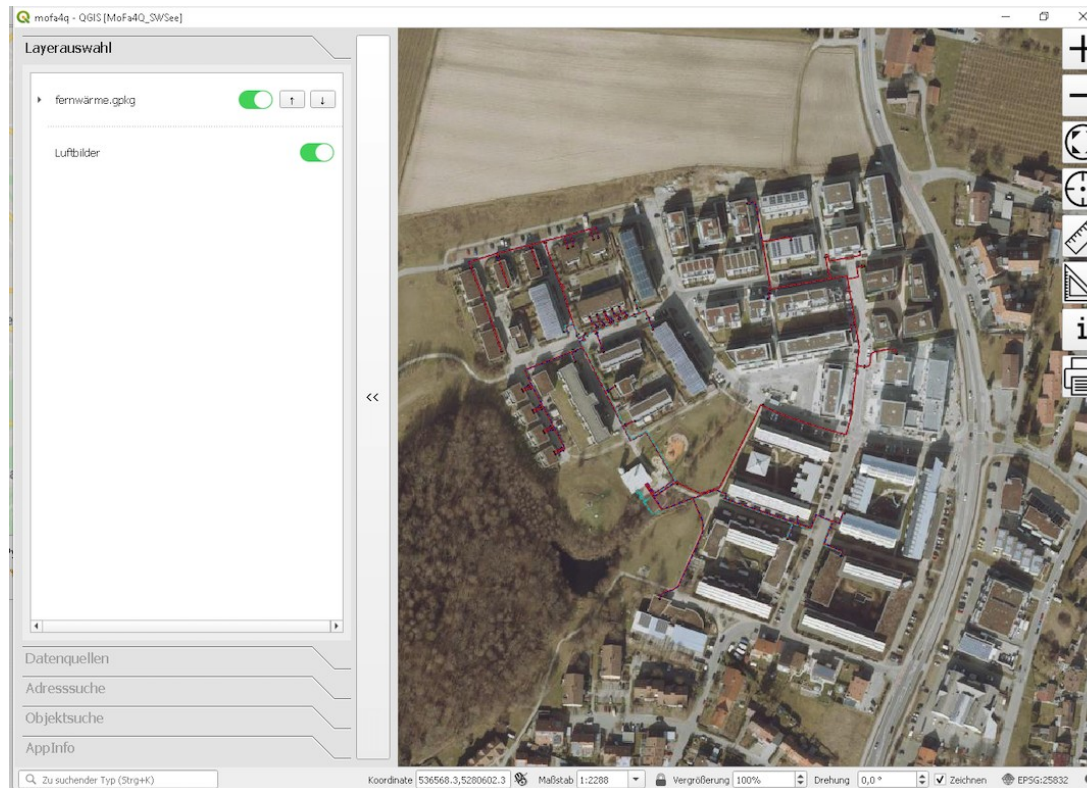 mofa4q - QGIS [MoFa4Q_SWSee]
Layerauswahl
fernwärme.gpkg
Luftbilder
<<
Datenquellen
Adresssuche
Objektsuche
AppInfo
Zu suchender Typ (Strg+K)
Koordinate 536568.3,5280602.3 Maßstab 1:2288 Vergrößerung 100% Drehung 0,0 ° Zeichnen EPSG:25832